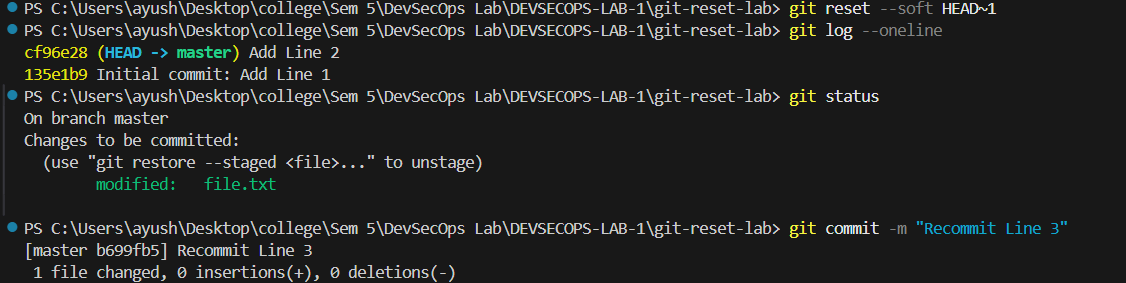 PS C:\Users\ayush\Desktop\college\Sem 5\DevSecOps Lab\DEVSECOPS-LAB-1\git-reset-lab> git reset --soft HEAD~1
PS C:\Users\ayush\Desktop\college\Sem 5\DevSecOps Lab\DEVSECOPS-LAB-1\git-reset-lab> git log --oneline
cf96e28 (HEAD -> master) Add Line 2
135e1b9 Initial commit: Add Line 1
PS C:\Users\ayush\Desktop\college\Sem 5\DevSecOps Lab\DEVSECOPS-LAB-1\git-reset-lab> git status
On branch master
Changes to be committed:
  (use "git restore --staged <file>..." to unstage)
        modified:   file.txt
PS C:\Users\ayush\Desktop\college\Sem 5\DevSecOps Lab\DEVSECOPS-LAB-1\git-reset-lab> git commit -m "Recommit Line 3"
[master b699fb5] Recommit Line 3
 1 file changed, 0 insertions(+), 0 deletions(-)